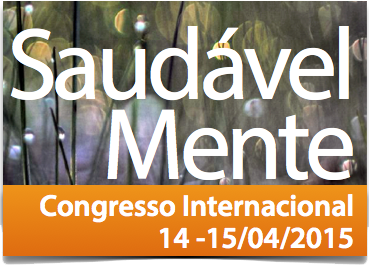 Saudável
Mente
Congresso Internacional
14 -15/04/2015